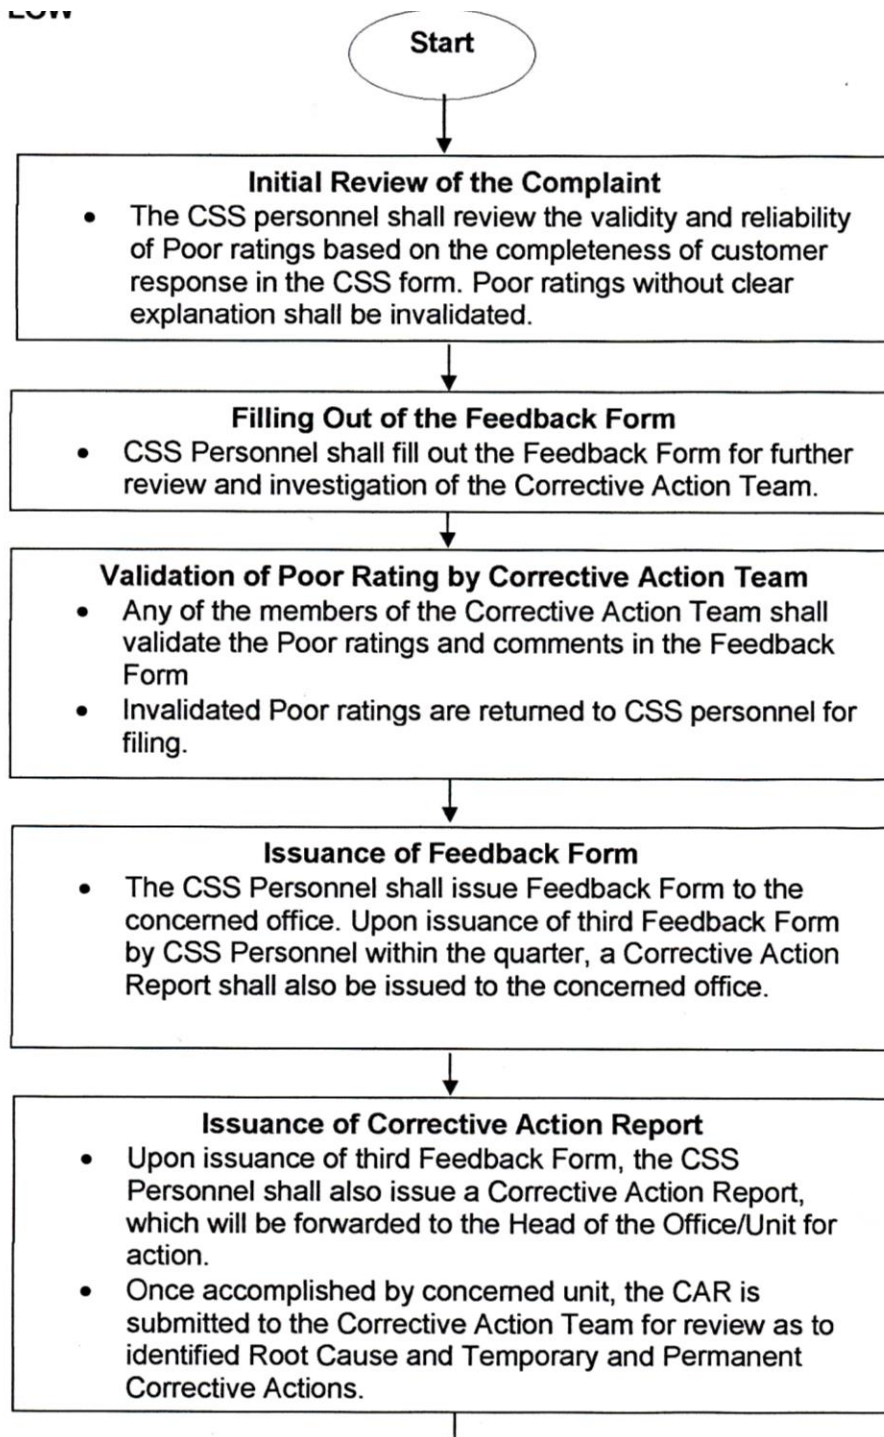 Start
Initial Review of the Complaint
• The CSS personnel shall review the validity and reliability
of Poor ratings based on the completeness of customer
response in the CSS form. Poor ratings without clear
explanation shall be invalidated.
Filling Out of the Feedback Form
• CSS Personnel shall fill out the Feedback Form for further
review and investigation of the Corrective Action Team.
Validation of Poor Rating by Corrective Action Team
• Any of the members of the Corrective Action Team shall
validate the Poor ratings and comments in the Feedback
Form
• Invalidated Poor ratings are returned to CSS personnel for
filing.
Issuance of Feedback Form
• The CSS Personnel shall issue Feedback Form to the
concerned office. Upon issuance of third Feedback Form
by CSS Personnel within the quarter, a Corrective Action
Report shall also be issued to the concerned office.
Issuance of Corrective Action Report
• Upon issuance of third Feedback Form, the CSS
Personnel shall also issue a Corrective Action Report,
which will be forwarded to the Head of the Office/Unit for
action.
• Once accomplished by concerned unit, the CAR is
submitted to the Corrective Action Team for review as to
identified Root Cause and Temporary and Permanent
Corrective Actions.